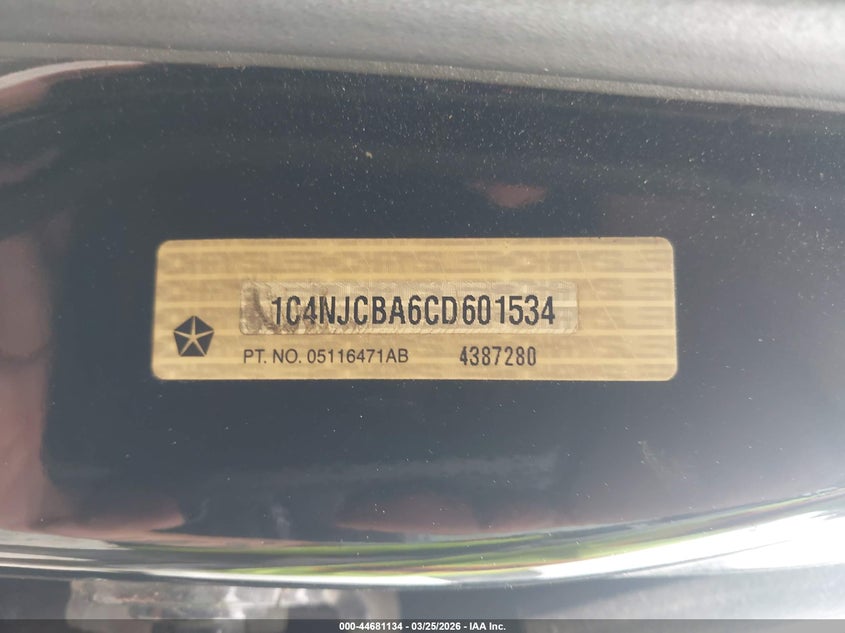 1C4NJCBA6CD601534
PT. NO. 05116471AB 4387280
000-44681134 - 03/25/2026 - IAA Inc.